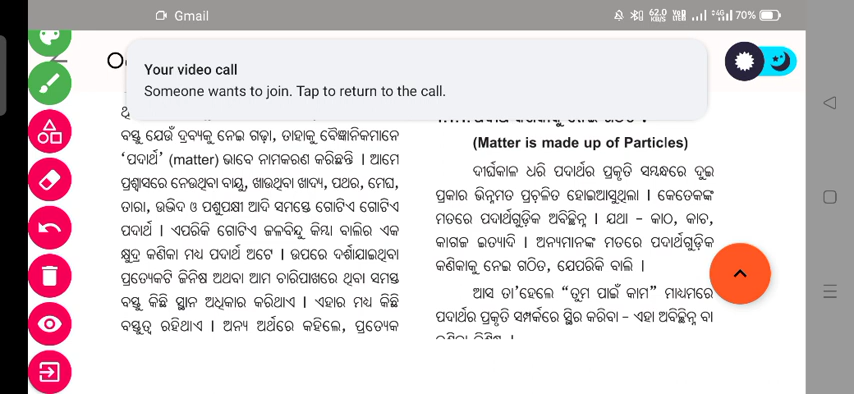 Gmail
62.0
KB/S
4G
70%
Your video call
Someone wants to join. Tap to return to the call.
ବସ୍ତୁ ଯେଉଁ ଦ୍ରବ୍ୟକୁ ନେଇ ଗଢ଼ା, ତାହାକୁ ବୈଜ୍ଞାନିକମାନେ
'ପଦାର୍ଥ' (matter) ଭାବେ ନାମକରଣ କରିଛନ୍ତି । ଆମେ
ପ୍ରଶ୍ୱାସରେ ନେଉଥିବା ବାୟୁ, ଖାଉଥିବା ଖାଦ୍ୟ, ପଥର, ମେଘ,
ତାରା, ଉଦ୍ଭିଦ ଓ ପଶୁପକ୍ଷୀ ଆଦି ସମସ୍ତେ ଗୋଟିଏ ଗୋଟିଏ
ପଦାର୍ଥ । ଏପରିକି ଗୋଟିଏ ଜଳବିନ୍ଦୁ କିମ୍ବା ବାଲିର ଏକ
କ୍ଷୁଦ୍ର କଣିକା ମଧ୍ୟ ପଦାର୍ଥ ଅଟେ । ଉପରେ ଦର୍ଶାଯାଇଥିବା
ପ୍ରତ୍ୟେକଟି ଜିନିଷ ଅଥବା ଆମ ଚାରିପାଖରେ ଥିବା ସମସ୍ତ
ବସ୍ତୁ କିଛି ସ୍ଥାନ ଅଧିକାର କରିଥାଏ । ଏହାର ମଧ୍ୟ କିଛି
ବସ୍ତୁତ୍ୱ ରହିଥାଏ । ଅନ୍ୟ ଅର୍ଥରେ କହିଲେ, ପ୍ରତ୍ୟେକ
(Matter is made up of Particles)
ଦୀର୍ଘକାଳ ଧରି ପଦାର୍ଥର ପ୍ରକୃତି ସମ୍ବନ୍ଧରେ ଦୁଇ
ପ୍ରକାର ଭିନ୍ନମତ ପ୍ରଚଳିତ ହୋଇଆସୁଥିଲା । କେତେକଙ୍କ
ମତରେ ପଦାର୍ଥଗୁଡ଼ିକ ଅବିଚ୍ଛିନ୍ନ । ଯଥା – କାଠ, କାଚ,
କାଗଜ ଇତ୍ୟାଦି । ଅନ୍ୟମାନଙ୍କ ମତରେ ପଦାର୍ଥଗୁଡ଼ିକ
କଣିକାକୁ ନେଇ ଗଠିତ, ଯେପରିକି ବାଲି ।
ଆସ ତା'ହେଲେ "ତୁମ ପାଇଁ କାମ" ମାଧ୍ୟମରେ
ପଦାର୍ଥର ପ୍ରକୃତି ସମ୍ପର୍କରେ ସ୍ଥିର କରିବା – ଏହା ଅବିଚ୍ଛିନ୍ନ ବା